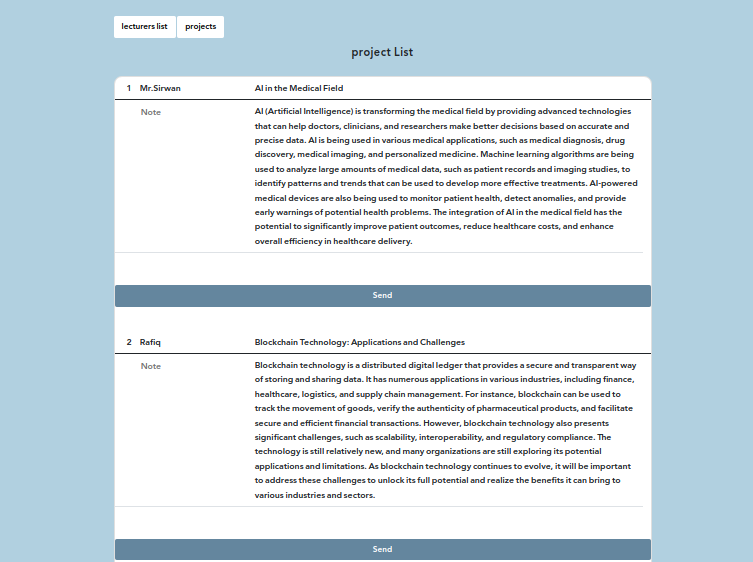 lecturers list projects
project List
1 Mr.Sirwan AI in the Medical Field
Note
AI (Artificial Intelligence) is transforming the medical field by providing advanced technologies
that can help doctors, clinicians, and researchers make better decisions based on accurate and
precise data. AI is being used in various medical applications, such as medical diagnosis, drug
discovery, medical imaging, and personalized medicine. Machine learning algorithms are being
used to analyze large amounts of medical data, such as patient records and imaging studies, to
identify patterns and trends that can be used to develop more effective treatments. AI-powered
medical devices are also being used to monitor patient health, detect anomalies, and provide
early warnings of potential health problems. The integration of AI in the medical field has the
potential to significantly improve patient outcomes, reduce healthcare costs, and enhance
overall efficiency in healthcare delivery.
Send
2 Rafiq Blockchain Technology: Applications and Challenges
Note
Blockchain technology is a distributed digital ledger that provides a secure and transparent way
of storing and sharing data. It has numerous applications in various industries, including finance,
healthcare, logistics, and supply chain management. For instance, blockchain can be used to
track the movement of goods, verify the authenticity of pharmaceutical products, and facilitate
secure and efficient financial transactions. However, blockchain technology also presents
significant challenges, such as scalability, interoperability, and regulatory compliance. The
technology is still relatively new, and many organizations are still exploring its potential
applications and limitations. As blockchain technology continues to evolve, it will be important
to address these challenges to unlock its full potential and realize the benefits it can bring to
various industries and sectors.
Send